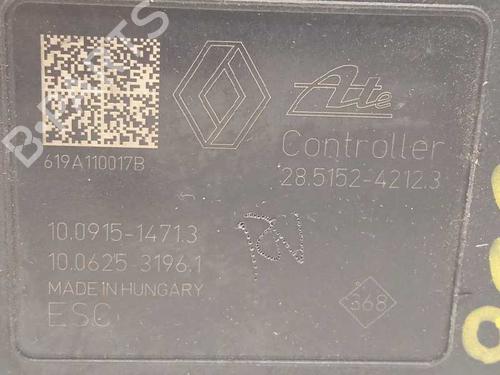 Ate
619A110017B
Controller
28.5152-4212.3
10.0915-1471.3
10.0625-3196.1
MADE IN HUNGARY
ESC
368